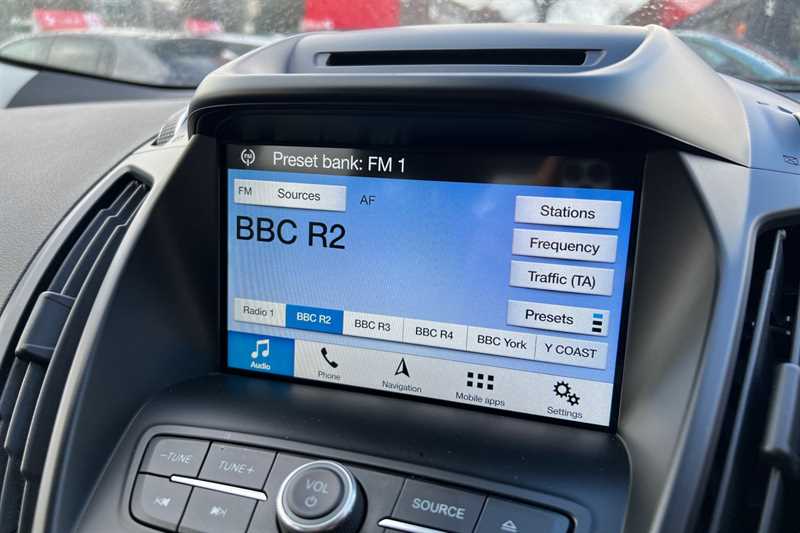 FM
Preset bank: FM 1
FM Sources AF
Stations
BBC R2
Frequency
Traffic (TA)
Presets
Radio 1 BBC R2 BBC R3 BBC R4 BBC York Y COAST
Audio Phone Navigation Mobile apps Settings
-TUNE TUNE+
VOL
SOURCE